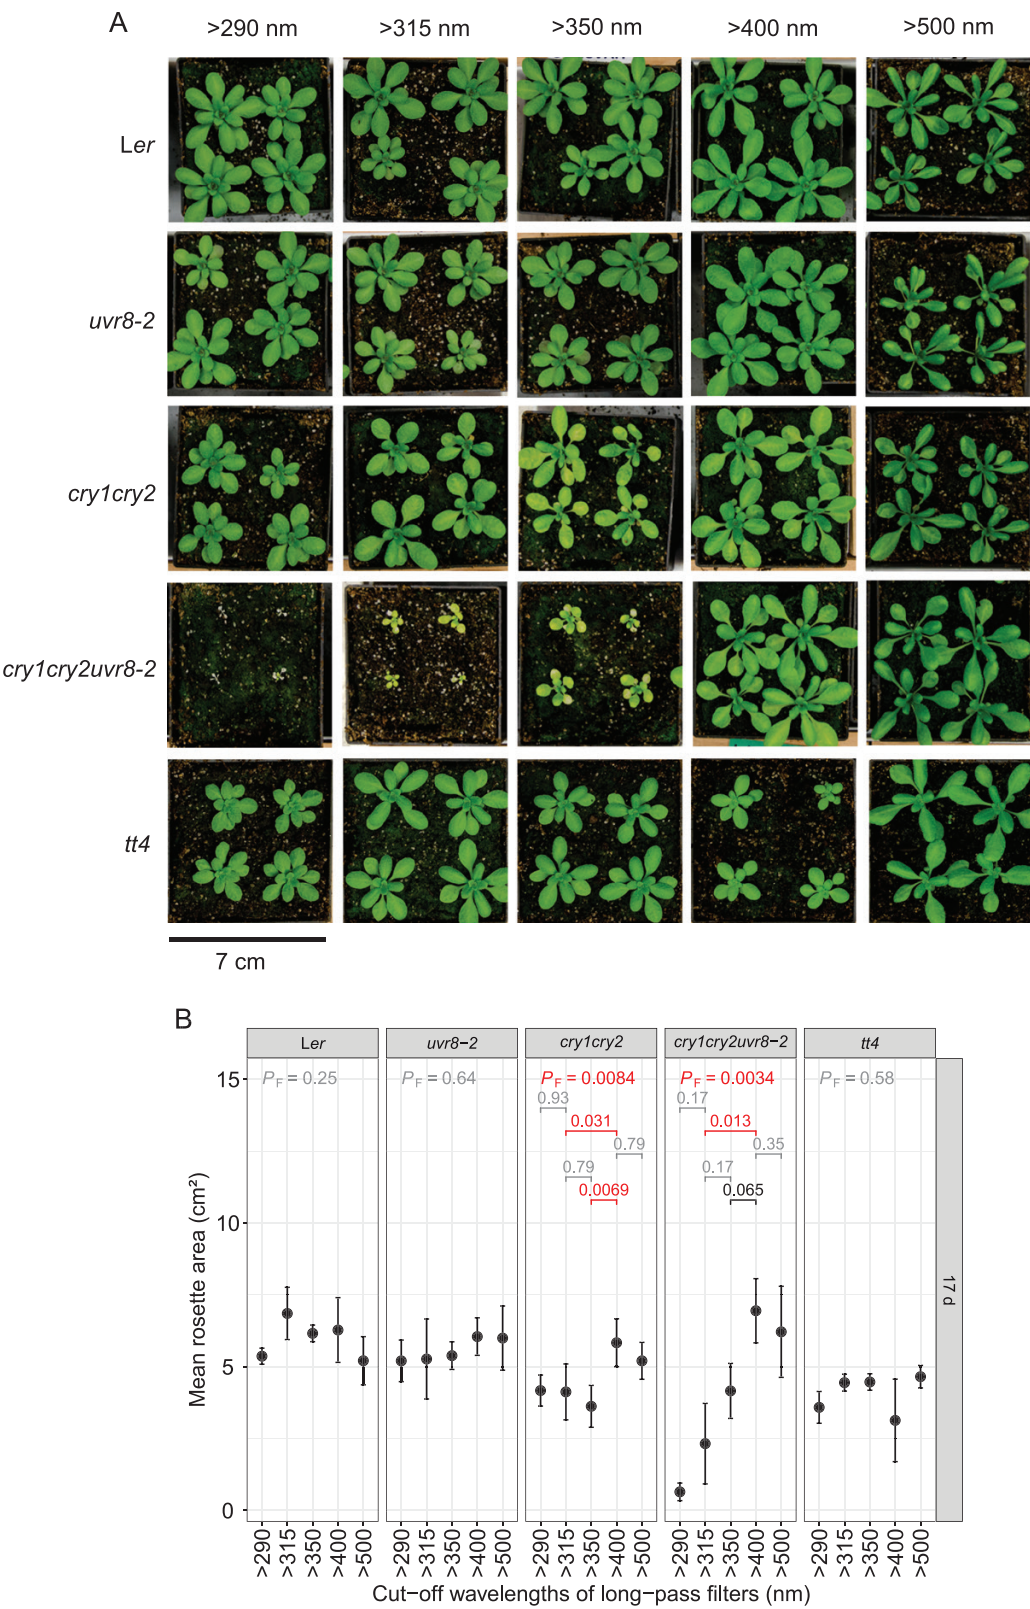 A
>290 nm >315 nm >350 nm >400 nm >500 nm
Ler
uvr8-2
cry1cry2
cry1cry2uvr8-2
tt4
7 cm
B
Ler uvr8−2 cry1cry2 cry1cry2uvr8−2 tt4
PF = 0.25 PF = 0.64 PF = 0.0084 PF = 0.0034 PF = 0.58
0.93 0.17
0.031 0.013
0.79 0.35
0.79 0.17
0.0069 0.065
15
10
5
0
Mean rosette area (cm²)
17 d
>290 >315 >350 >400 >500 >290 >315 >350 >400 >500 >290 >315 >350 >400 >500 >290 >315 >350 >400 >500 >290 >315 >350 >400 >500
Cut−off wavelengths of long−pass filters (nm)